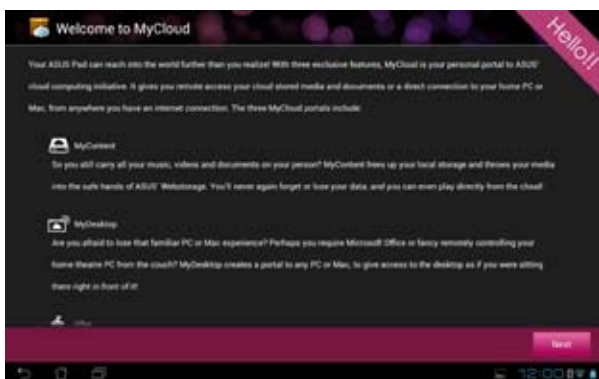 Welcome to MyCloud
Hello!!
Your ASUS Pad can reach into the world further than you realize! With three exclusive features, MyCloud is your personal portal to ASUS'
cloud computing initiative. It gives you remote access your cloud stored media and documents or a direct connection to your home PC or
Mac, from anywhere you have an internet connection. The three MyCloud portals include:
MyContent
So you still carry all your music, videos and documents on your person? MyContent frees up your local storage and throws your media
into the safe hands of ASUS' Webstorage. You'll never again forget or lose your data, and you can even play directly from the cloud!
MyDesktop
Are you afraid to lose that familiar PC or Mac experience? Perhaps you require Microsoft Office or fancy remotely controlling your
home theatre PC from the couch? MyDesktop creates a portal to any PC or Mac, to give access to the desktop as if you were sitting
there right in front of it!
Next
12:00